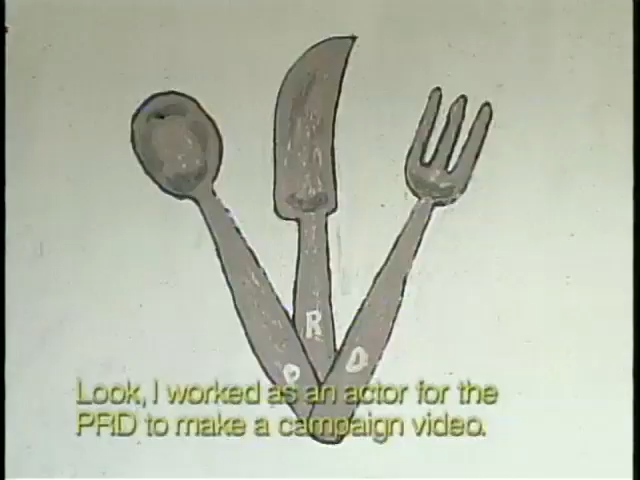 P R D
Look, I worked as an actor for the
PRD to make a campaign video.